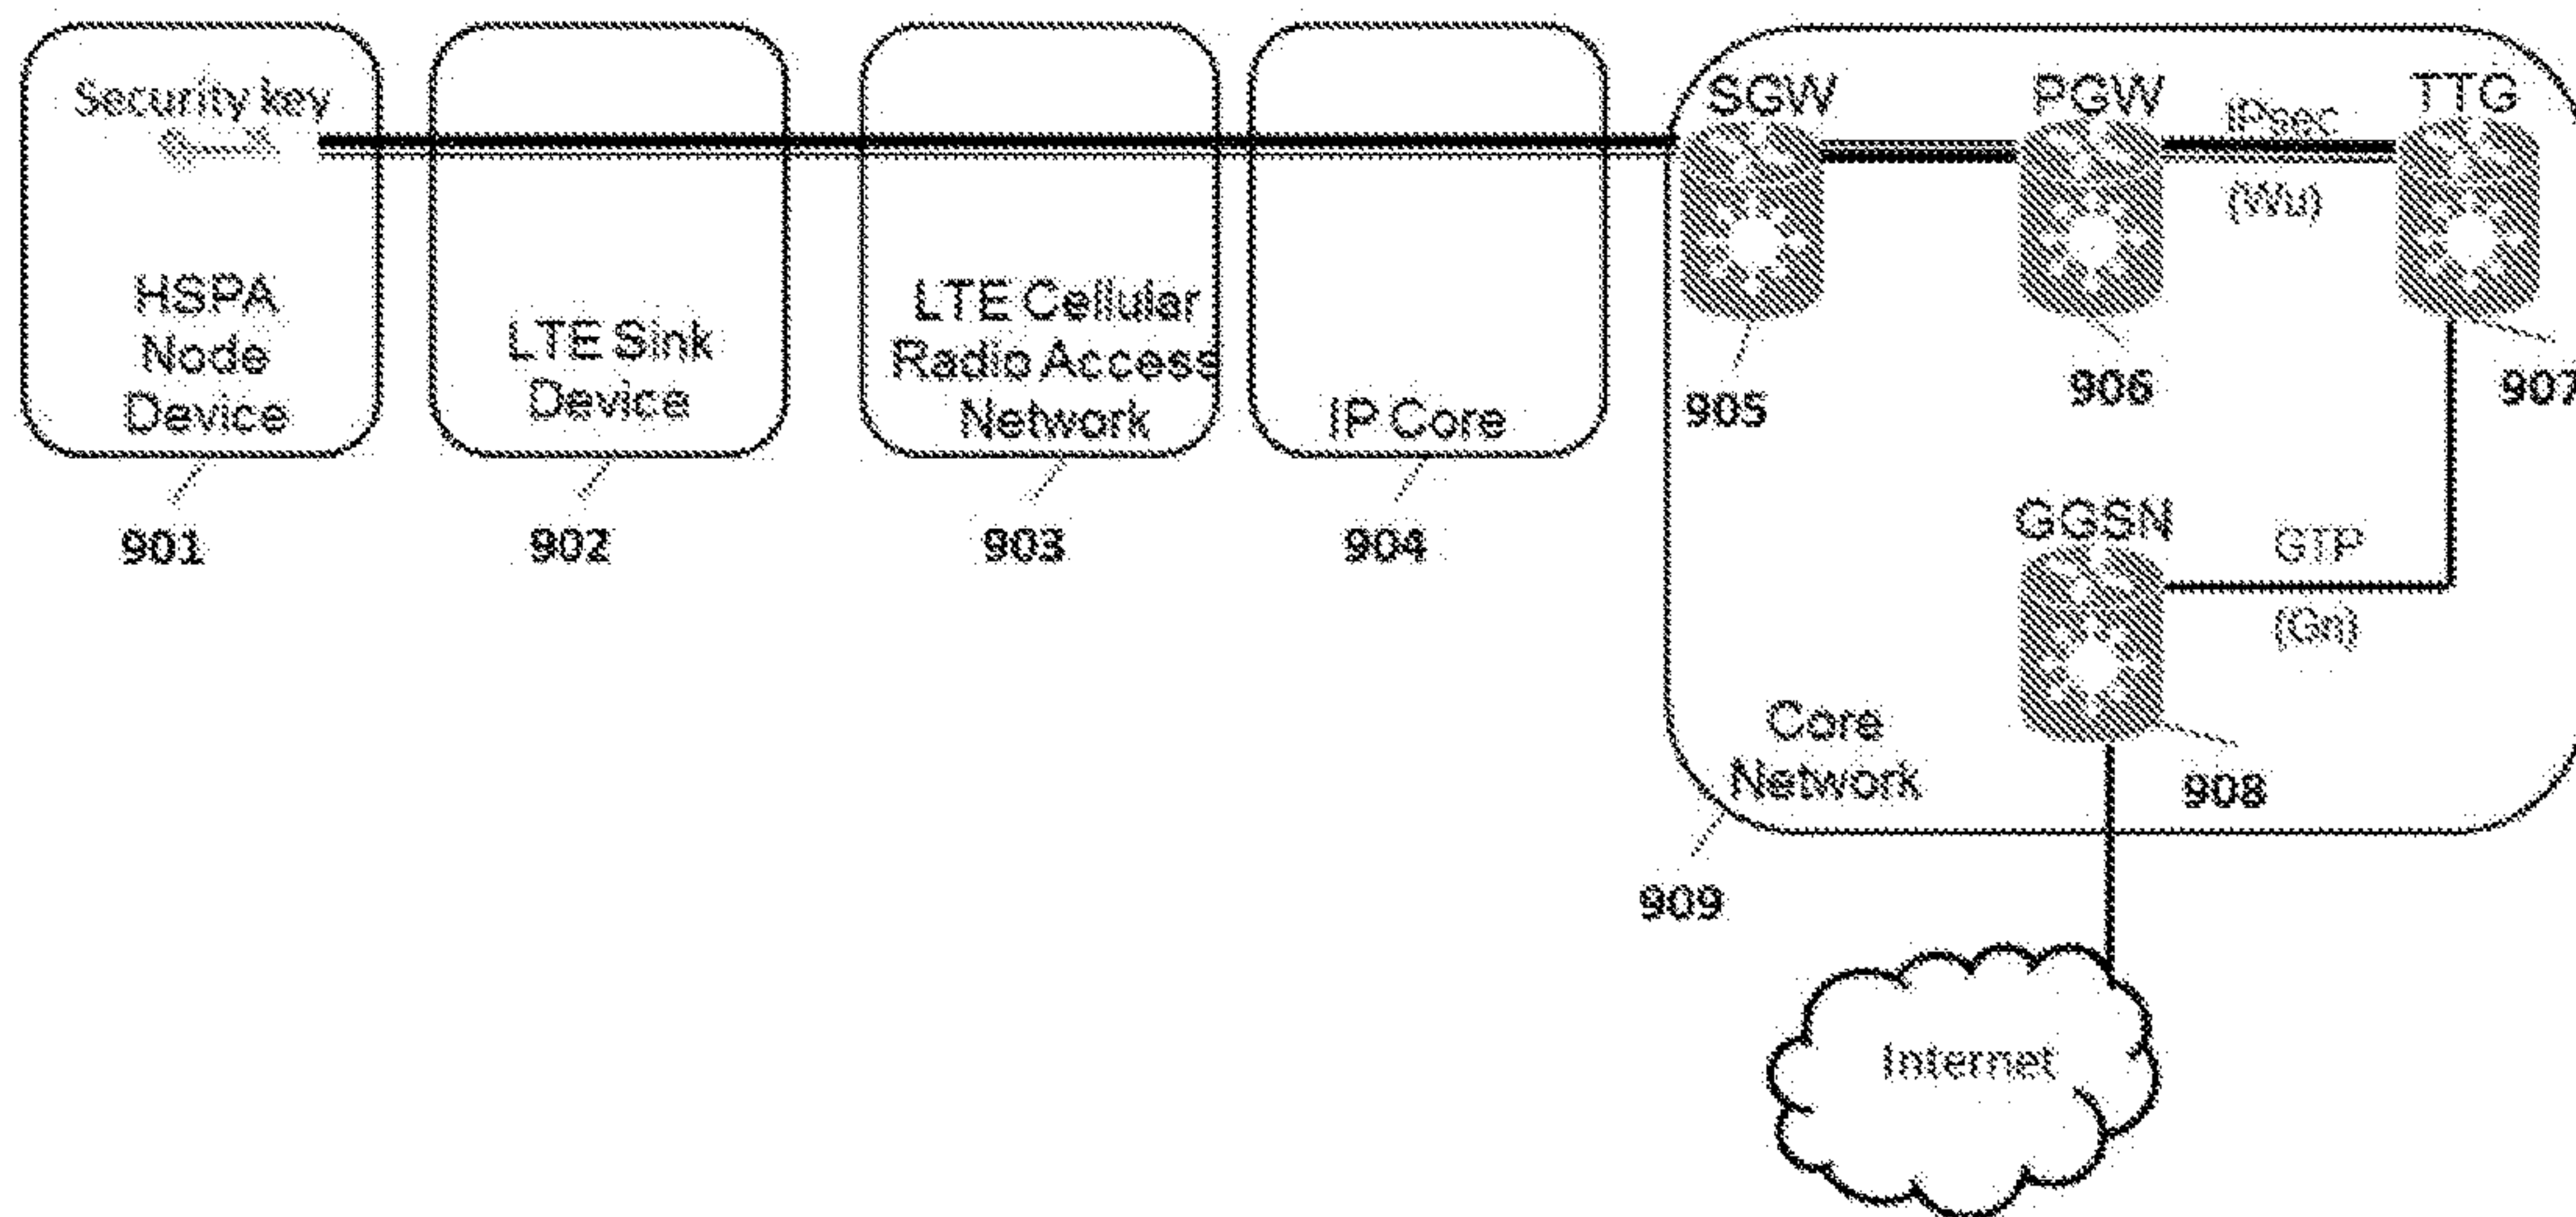 Security key
HSPA
Node
Device
901
LTE Sink
Device
902
LTE Cellular
Radio Access
Network
903
IP Core
904
SGW
905
PGW
906
IPsec
(Wu)
TTG
907
GGSN
908
GTP
(Gn)
Core
Network
909
Internet